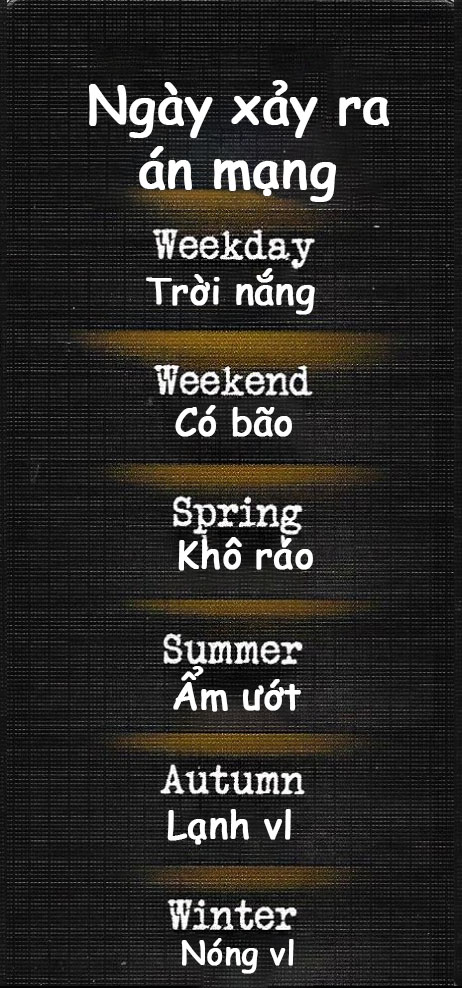 Ngày xảy ra
án mạng
Weekday
Trời nắng
Weekend
Có bão
Spring
Khô ráo
Summer
Ẩm ướt
Autumn
Lạnh vl
Winter
Nóng vl